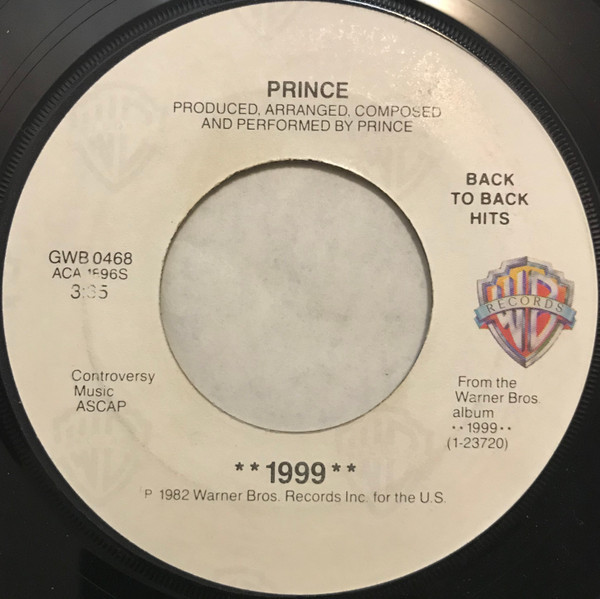 PRINCE
PRODUCED, ARRANGED, COMPOSED
AND PERFORMED BY PRINCE
BACK
TO BACK
HITS
GWB 0468
ACA
RECORDS
Controversy
Music
ASCAP
From the
Warner Bros.
album
**1999**
(1-23720)
**1999**
P 1982 Warner Bros. Records Inc. for the U.S.